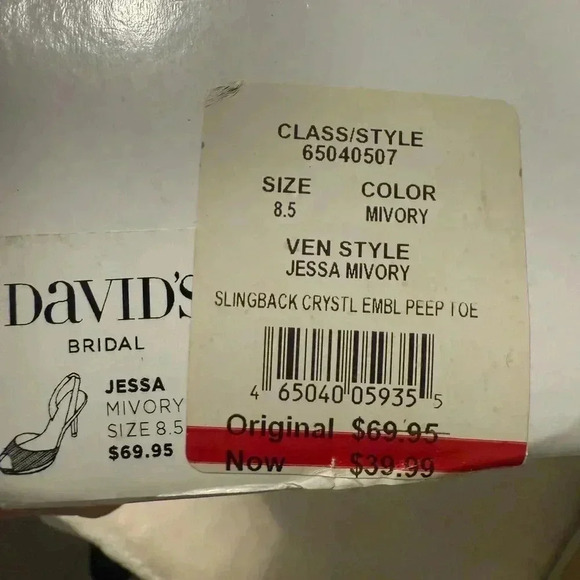 CLASS/STYLE
65040507
SIZE COLOR
8.5 MIVORY
VEN STYLE
JESSA MIVORY
SLINGBACK CRYSTL EMBL PEEP TOE
4 65040 05935 5
Original $69.95
Now $39.99
DaVID'S
BRIDAL
JESSA
MIVORY
SIZE 8.5
$69.95